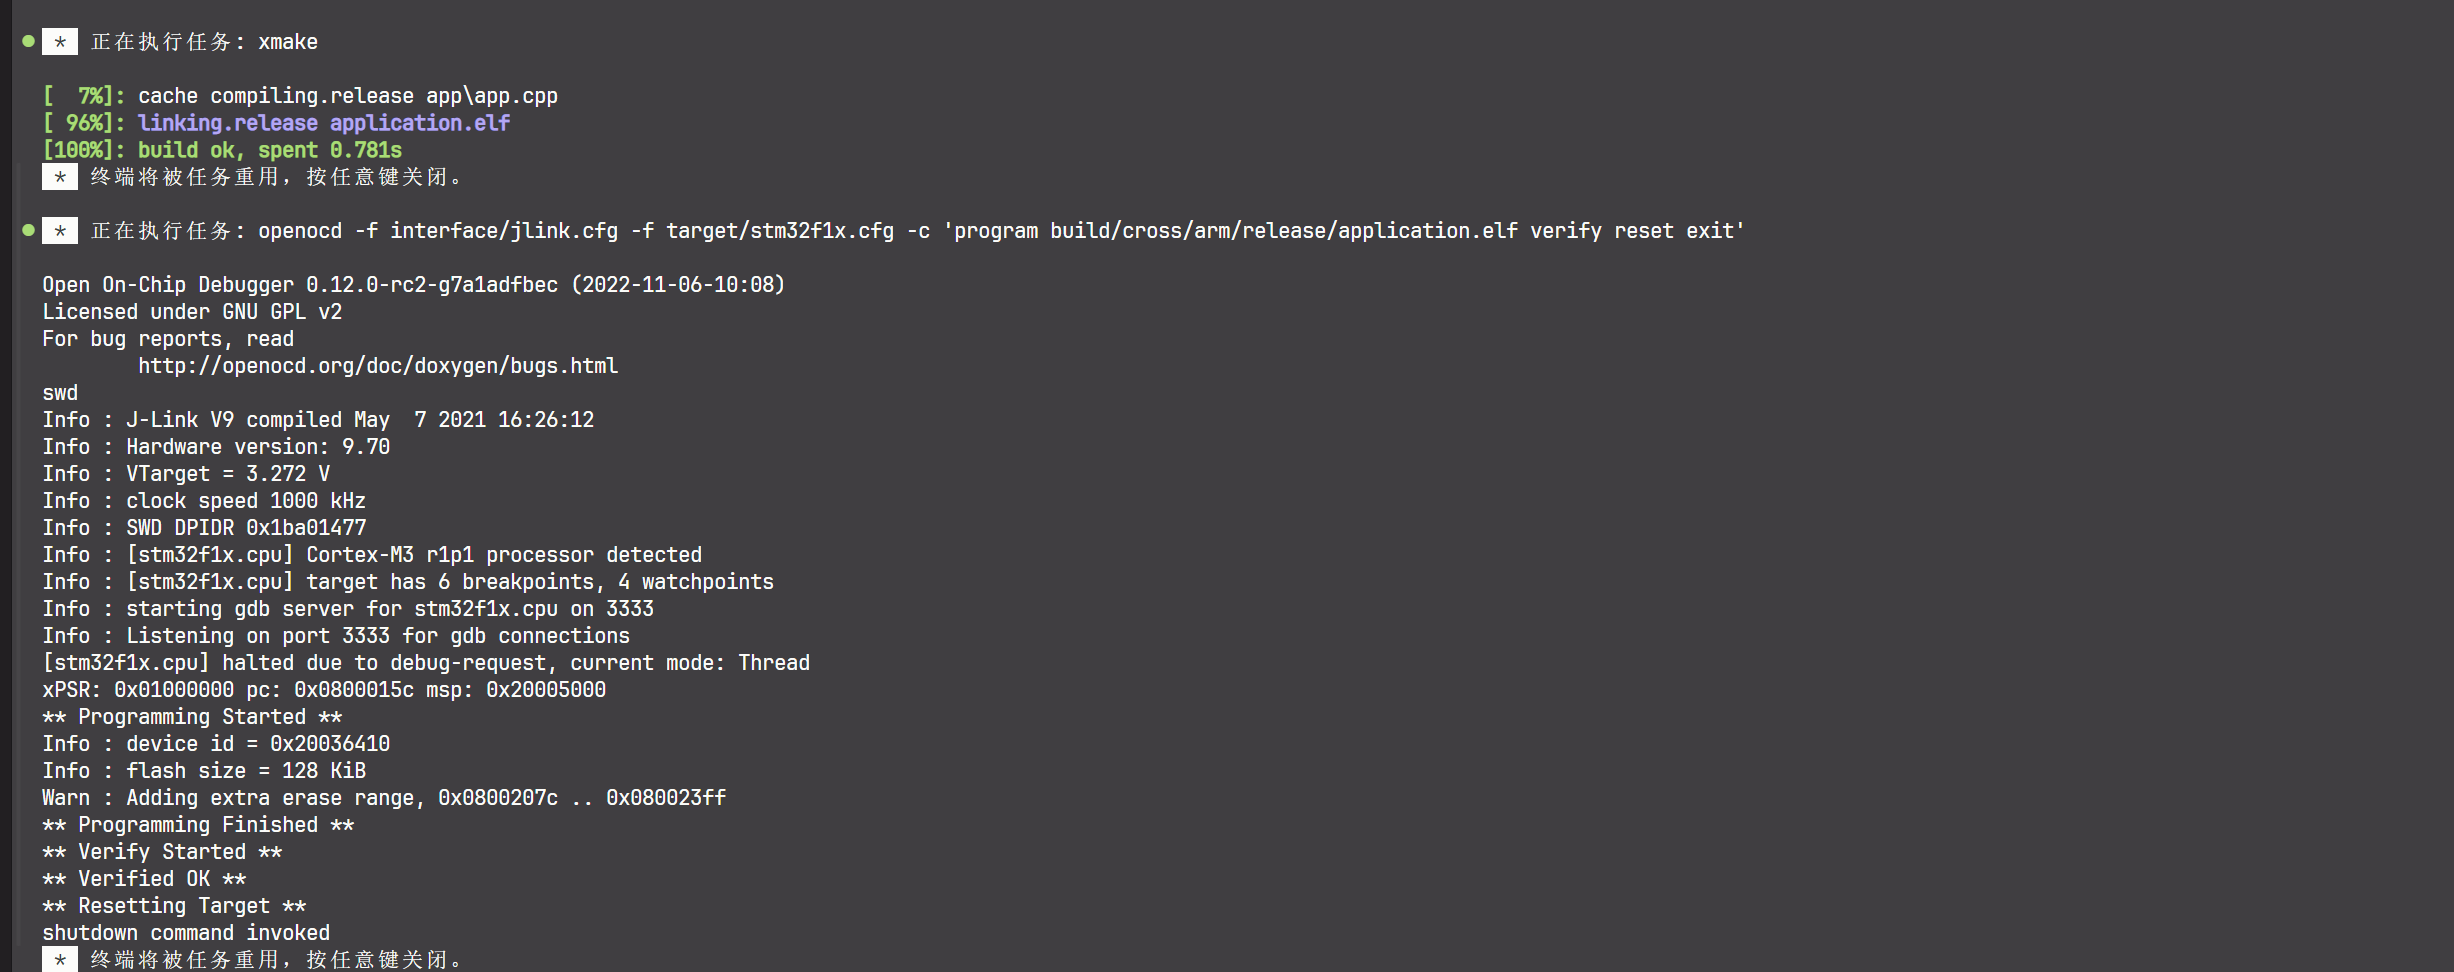 * 正在执行任务: xmake
[  7%]: cache compiling.release app\app.cpp
[ 96%]: linking.release application.elf
[100%]: build ok, spent 0.781s
* 终端将被任务重用，按任意键关闭。
* 正在执行任务: openocd -f interface/jlink.cfg -f target/stm32f1x.cfg -c 'program build/cross/arm/release/application.elf verify reset exit'
Open On-Chip Debugger 0.12.0-rc2-g7a1adfbec (2022-11-06-10:08)
Licensed under GNU GPL v2
For bug reports, read
        http://openocd.org/doc/doxygen/bugs.html
swd
Info : J-Link V9 compiled May  7 2021 16:26:12
Info : Hardware version: 9.70
Info : VTarget = 3.272 V
Info : clock speed 1000 kHz
Info : SWD DPIDR 0x1ba01477
Info : [stm32f1x.cpu] Cortex-M3 r1p1 processor detected
Info : [stm32f1x.cpu] target has 6 breakpoints, 4 watchpoints
Info : starting gdb server for stm32f1x.cpu on 3333
Info : Listening on port 3333 for gdb connections
[stm32f1x.cpu] halted due to debug-request, current mode: Thread
xPSR: 0x01000000 pc: 0x0800015c msp: 0x20005000
** Programming Started **
Info : device id = 0x20036410
Info : flash size = 128 KiB
Warn : Adding extra erase range, 0x0800207c .. 0x080023ff
** Programming Finished **
** Verify Started **
** Verified OK **
** Resetting Target **
shutdown command invoked
* 终端将被任务重用，按任意键关闭。